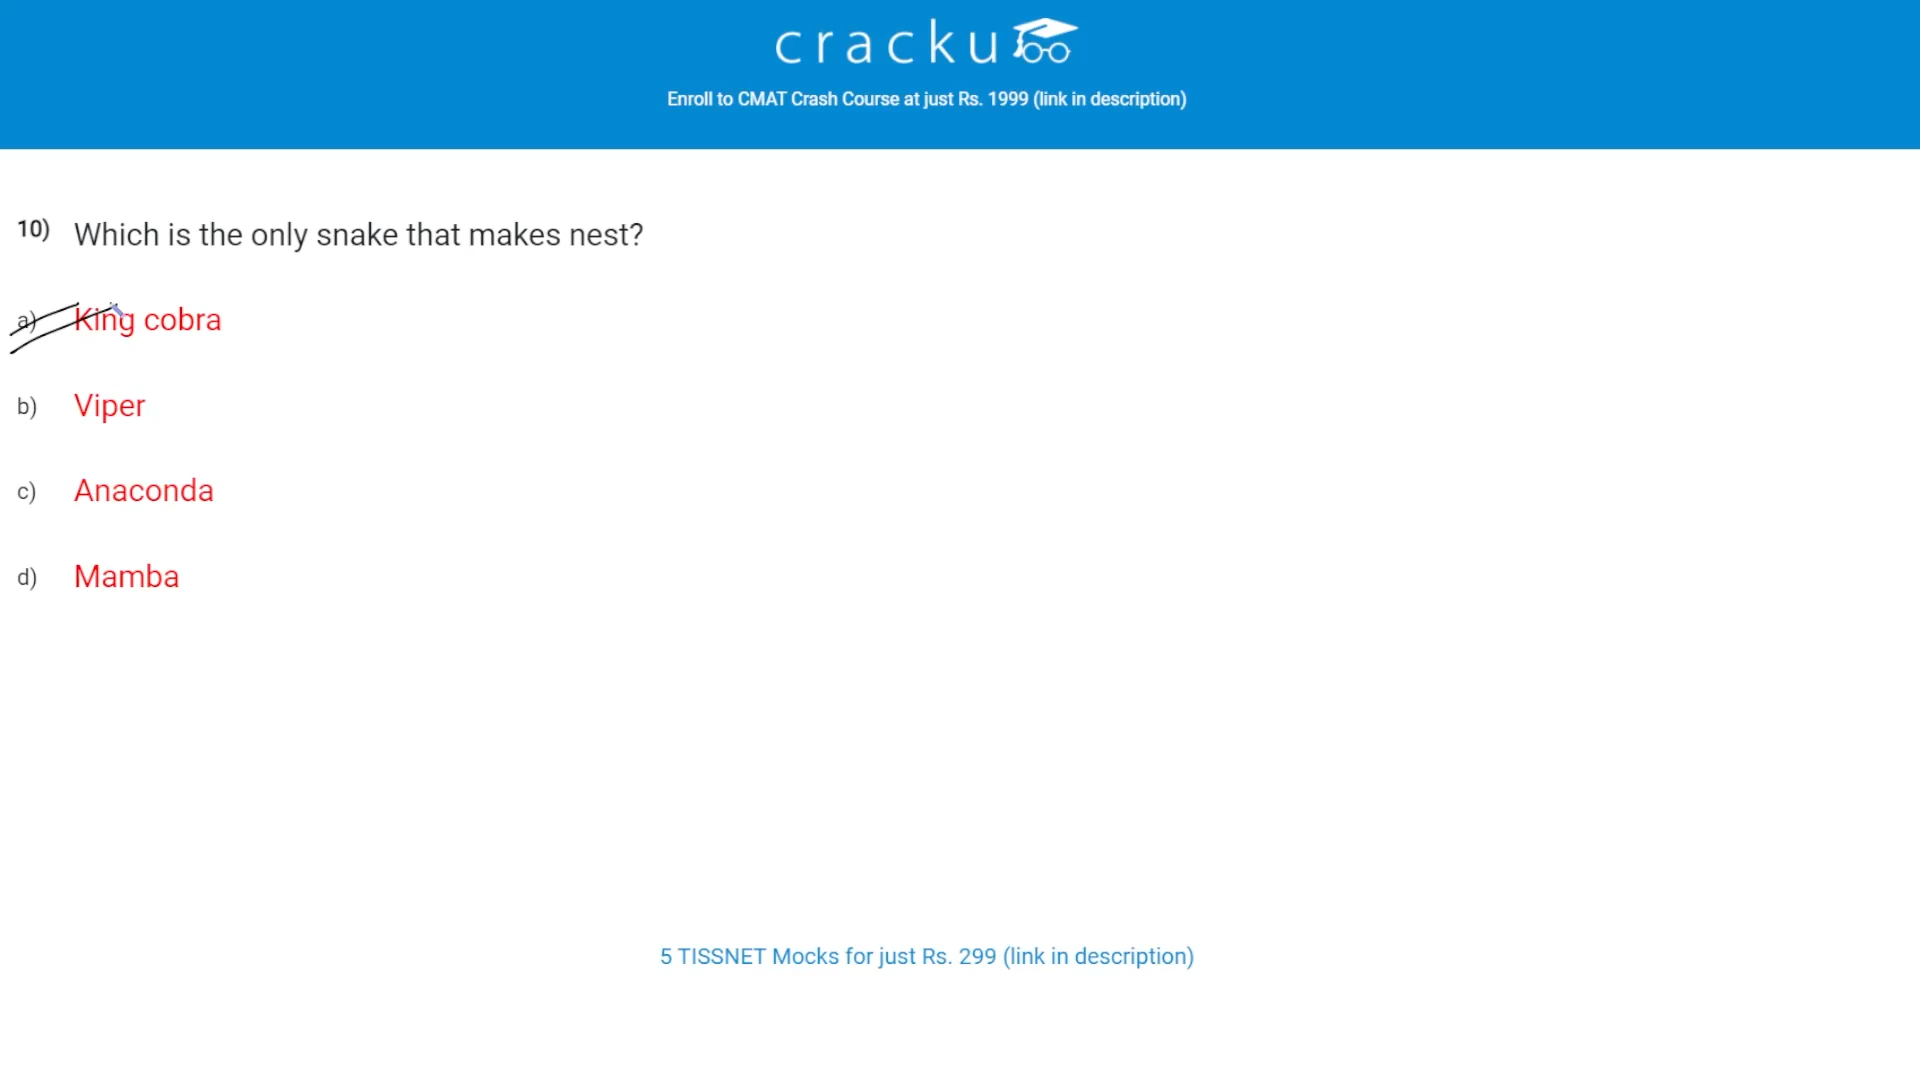 cracku
Enroll to CMAT Crash Course at just Rs. 1999 (link in description)
10) Which is the only snake that makes nest?
a) King cobra
b) Viper
c) Anaconda
d) Mamba
5 TISSNET Mocks for just Rs. 299 (link in description)